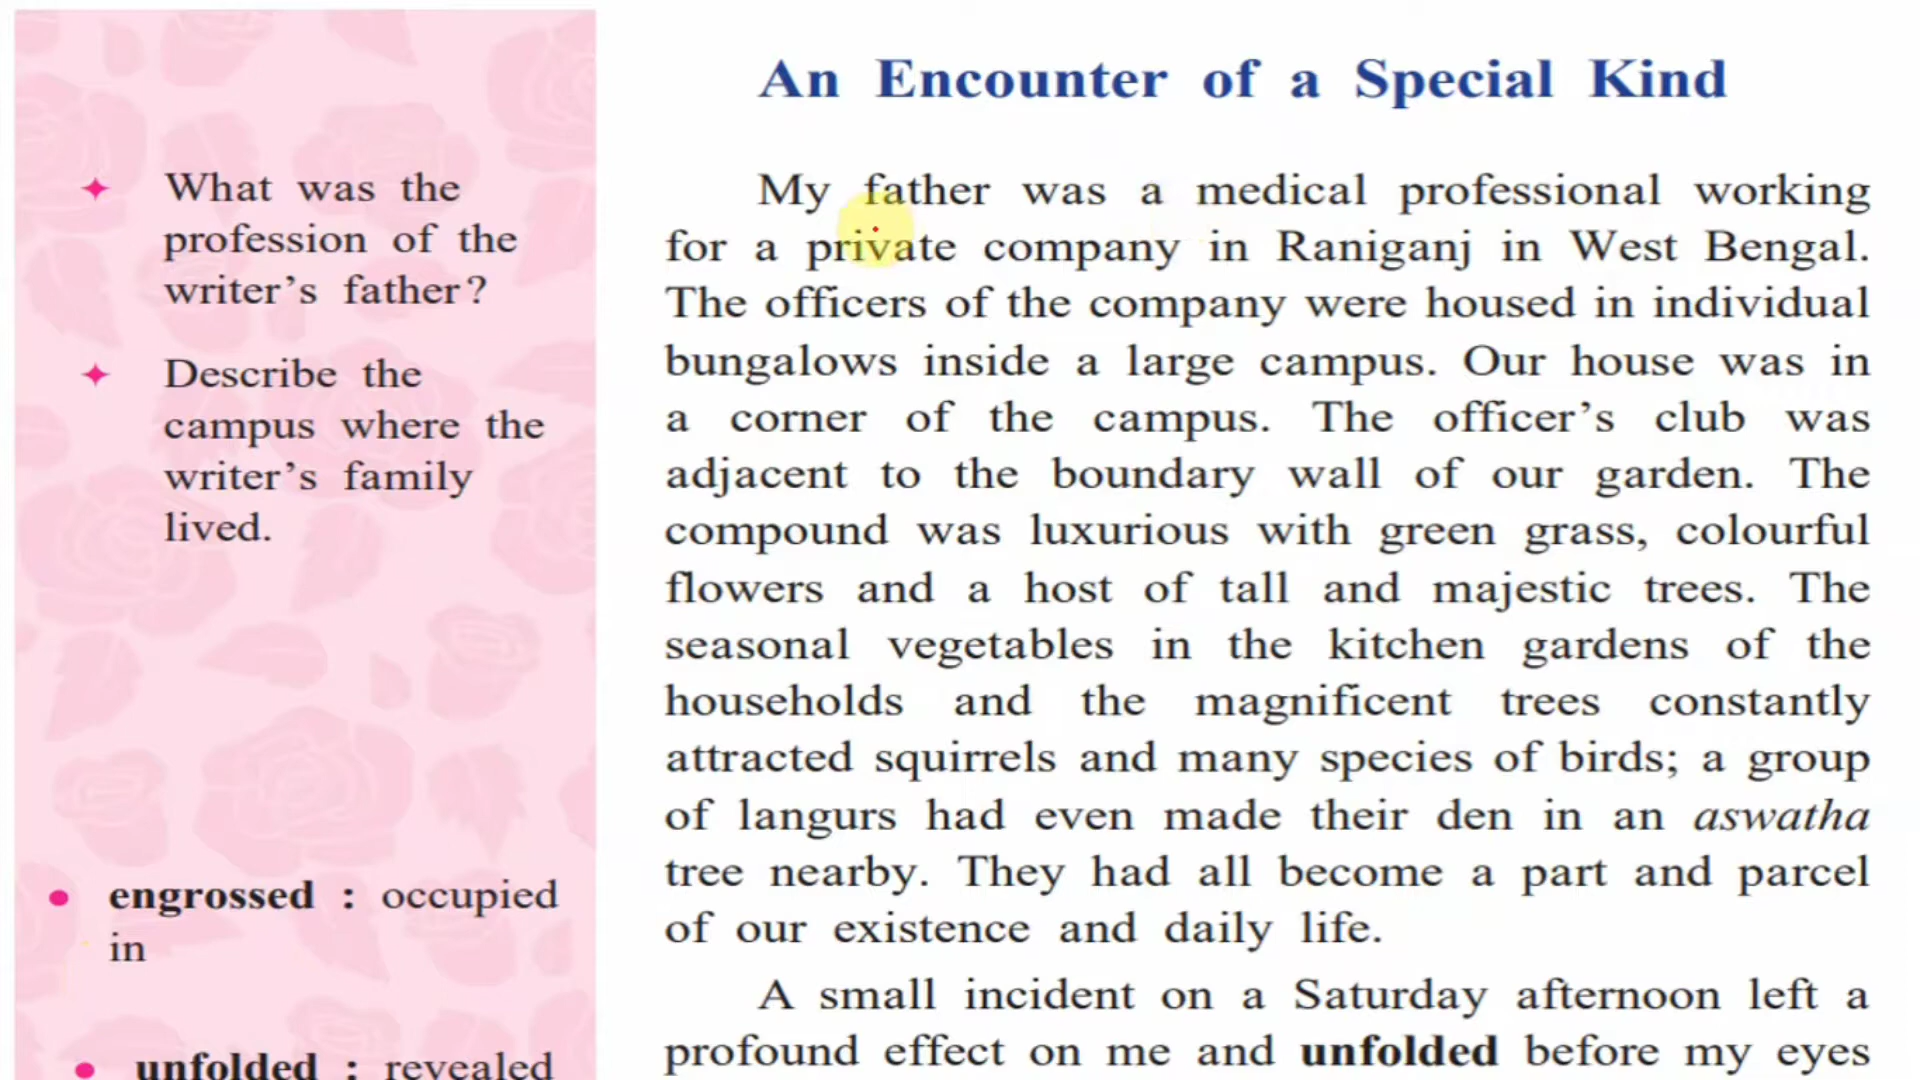 An Encounter of a Special Kind
What was the
profession of the
writer's father?
Describe the
campus where the
writer's family
lived.
engrossed : occupied
in
unfolded : revealed
My father was a medical professional working
for a private company in Raniganj in West Bengal.
The officers of the company were housed in individual
bungalows inside a large campus. Our house was in
a corner of the campus. The officer's club was
adjacent to the boundary wall of our garden. The
compound was luxurious with green grass, colourful
flowers and a host of tall and majestic trees. The
seasonal vegetables in the kitchen gardens of the
households and the magnificent trees constantly
attracted squirrels and many species of birds; a group
of langurs had even made their den in an aswatha
tree nearby. They had all become a part and parcel
of our existence and daily life.
A small incident on a Saturday afternoon left a
profound effect on me and unfolded before my eyes